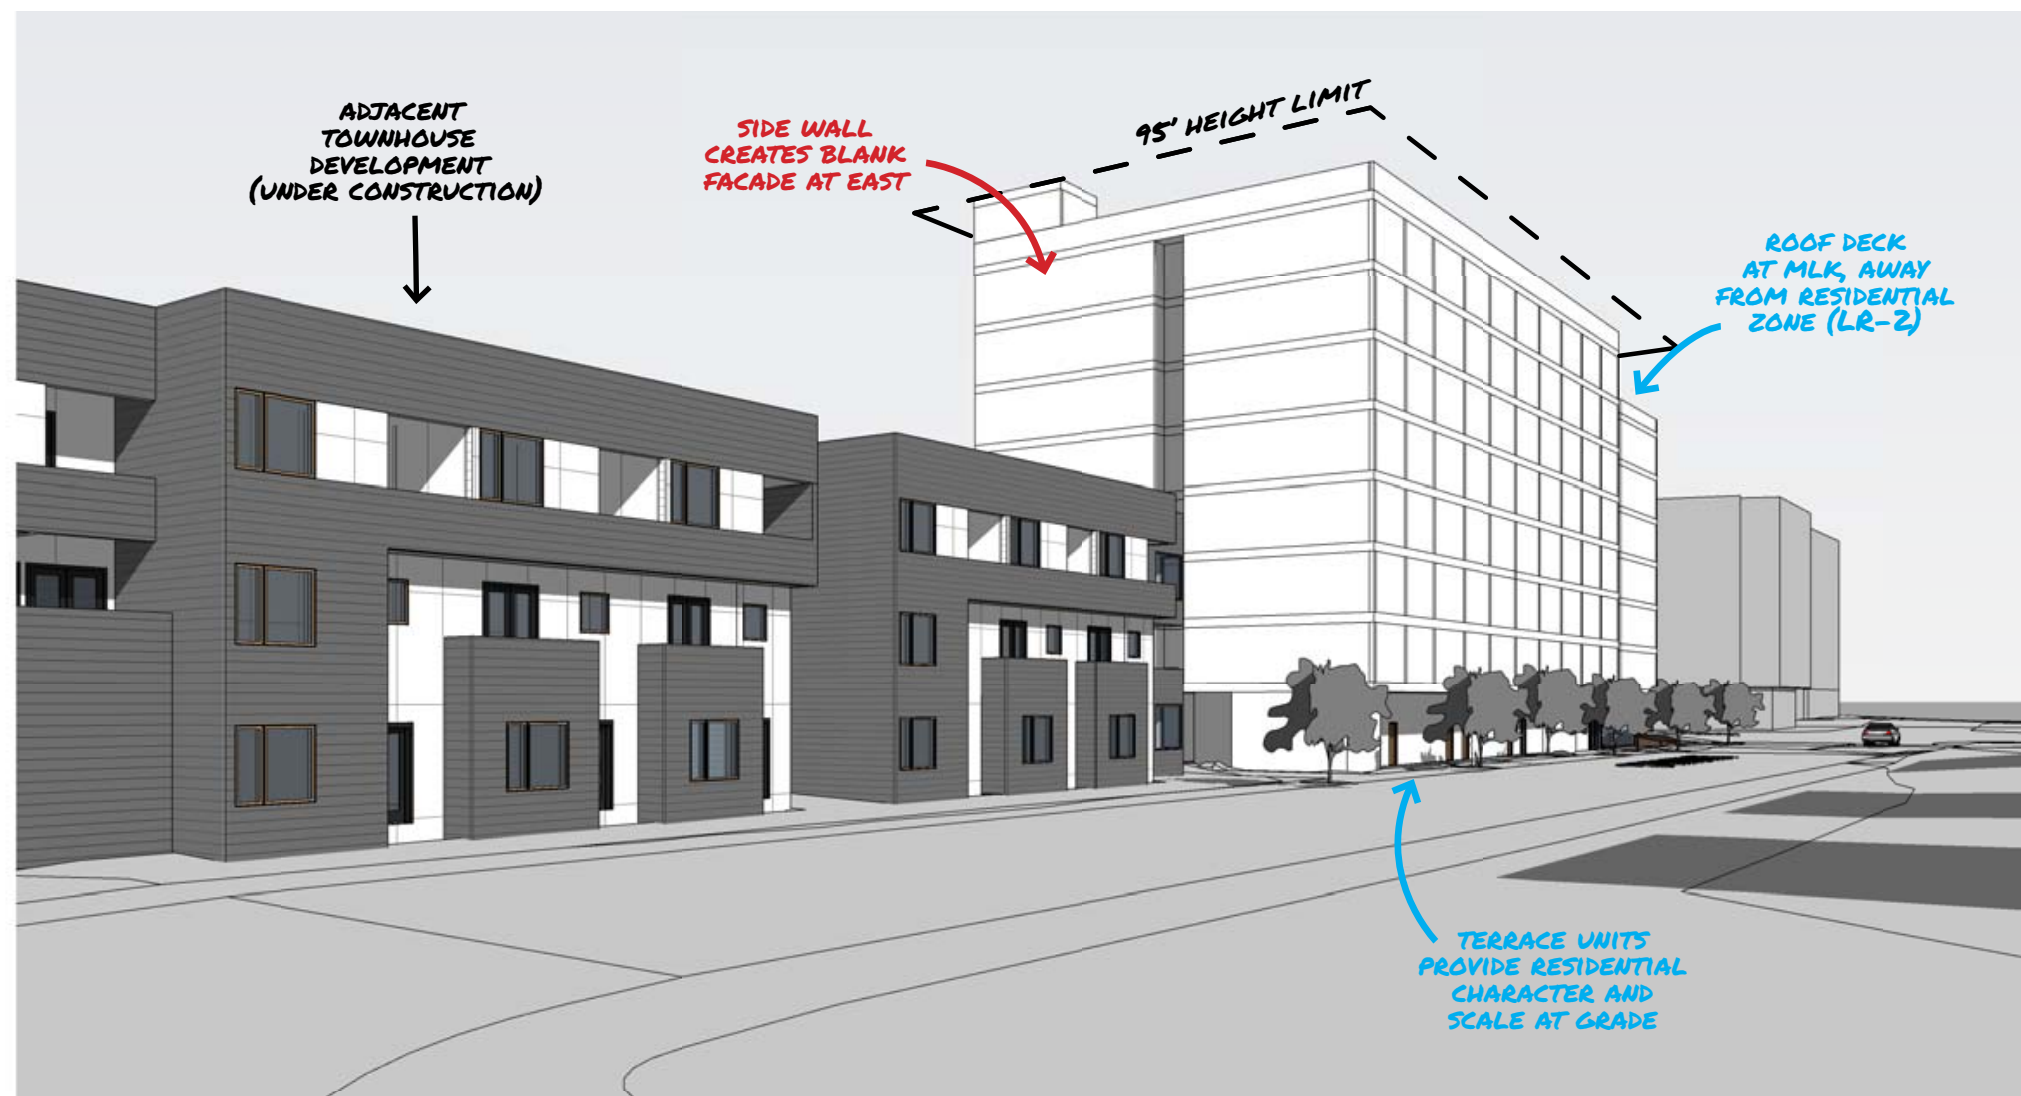 ADJACENT
TOWNHOUSE
DEVELOPMENT
(UNDER CONSTRUCTION)
SIDE WALL
CREATES BLANK
FACADE AT EAST
95' HEIGHT LIMIT
ROOF DECK
AT MLK, AWAY
FROM RESIDENTIAL
ZONE (LR-2)
TERRACE UNITS
PROVIDE RESIDENTIAL
CHARACTER AND
SCALE AT GRADE